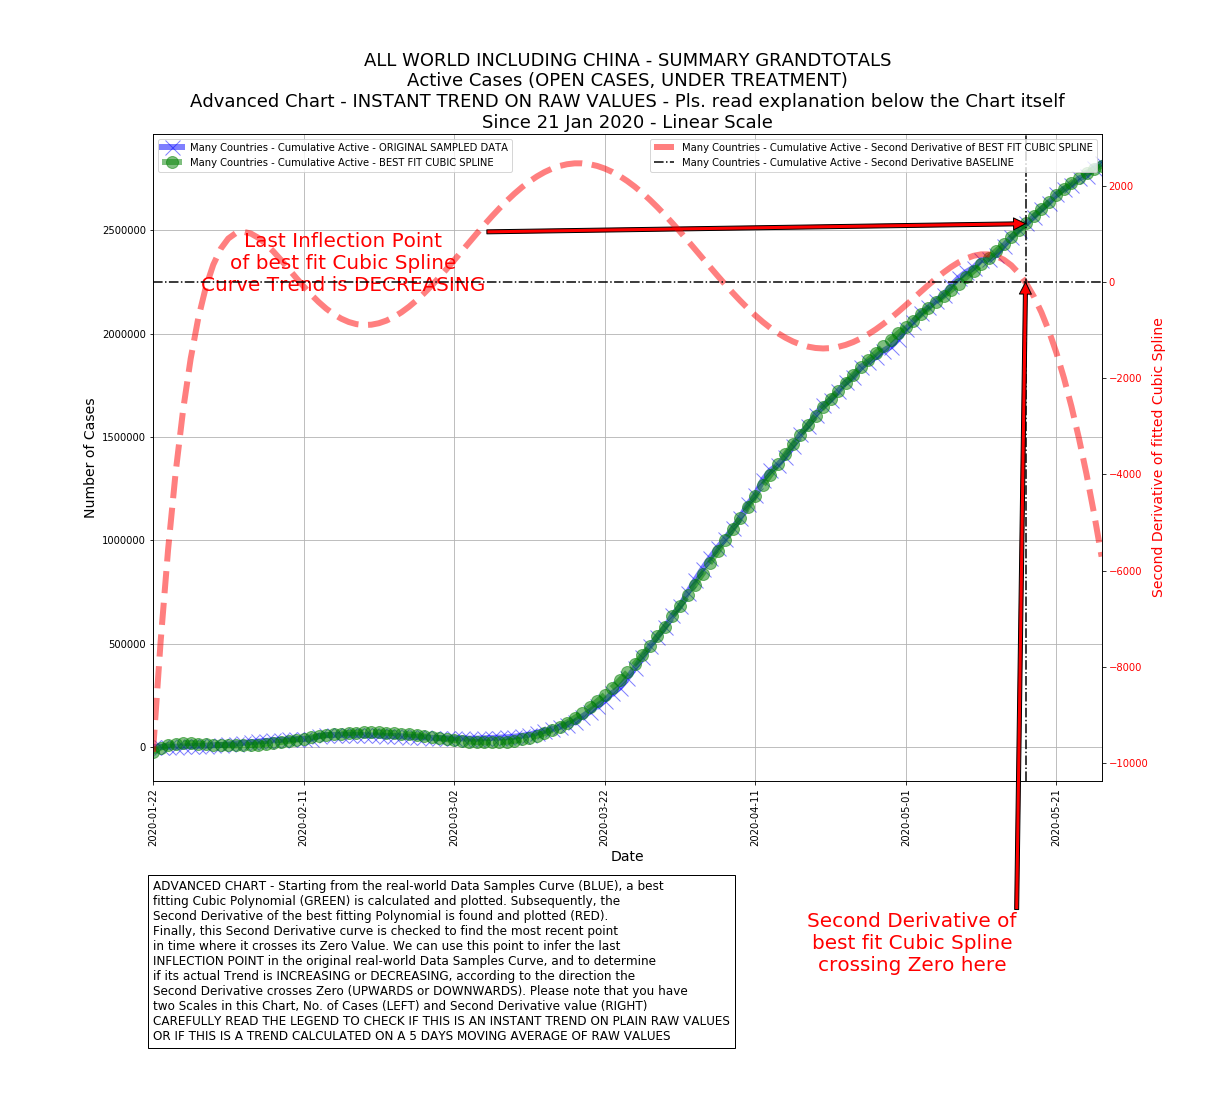 ALL WORLD INCLUDING CHINA - SUMMARY GRANDTOTALS
Active Cases (OPEN CASES, UNDER TREATMENT)
Advanced Chart - INSTANT TREND ON RAW VALUES - Pls. read explanation below the Chart itself
Since 21 Jan 2020 - Linear Scale
Many Countries - Cumulative Active - ORIGINAL SAMPLED DATA
Many Countries - Cumulative Active - BEST FIT CUBIC SPLINE
Many Countries - Cumulative Active - Second Derivative of BEST FIT CUBIC SPLINE
Many Countries - Cumulative Active - Second Derivative BASELINE
Last Inflection Point
of best fit Cubic Spline
Curve Trend is DECREASING
Number of Cases
2500000
2000000
1500000
1000000
500000
0
2000
0
−2000
−4000
−6000
−8000
−10000
Second Derivative of fitted Cubic Spline
2020-01-22
2020-02-11
2020-03-02
2020-03-22
2020-04-11
2020-05-01
2020-05-21
Date
Second Derivative of
best fit Cubic Spline
crossing Zero here
ADVANCED CHART - Starting from the real-world Data Samples Curve (BLUE), a best
fitting Cubic Polynomial (GREEN) is calculated and plotted. Subsequently, the
Second Derivative of the best fitting Polynomial is found and plotted (RED).
Finally, this Second Derivative curve is checked to find the most recent point
in time where it crosses its Zero Value. We can use this point to infer the last
INFLECTION POINT in the original real-world Data Samples Curve, and to determine
if its actual Trend is INCREASING or DECREASING, according to the direction the
Second Derivative crosses Zero (UPWARDS or DOWNWARDS). Please note that you have
two Scales in this Chart, No. of Cases (LEFT) and Second Derivative value (RIGHT)
CAREFULLY READ THE LEGEND TO CHECK IF THIS IS AN INSTANT TREND ON PLAIN RAW VALUES
OR IF THIS IS A TREND CALCULATED ON A 5 DAYS MOVING AVERAGE OF RAW VALUES